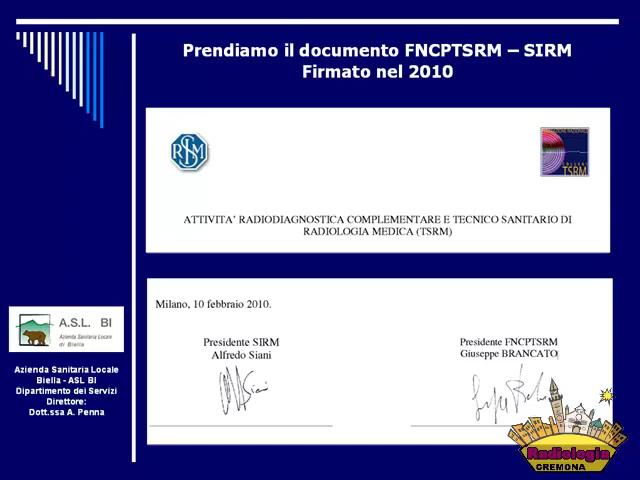 Prendiamo il documento FNCPTSRM – SIRM
Firmato nel 2010
SIRM
TSRM
ATTIVITA' RADIODIAGNOSTICA COMPLEMENTARE E TECNICO SANITARIO DI
RADIOLOGIA MEDICA (TSRM)
Milano, 10 febbraio 2010.
Presidente SIRM
Alfredo Siani
Presidente FNCPTSRM
Giuseppe BRANCATO
A.S.L. BI
Azienda Sanitaria Locale
di Biella
Azienda Sanitaria Locale
Biella - ASL BI
Dipartimento dei Servizi
Direttore:
Dott.ssa A. Penna
Radiologia
CREMONA